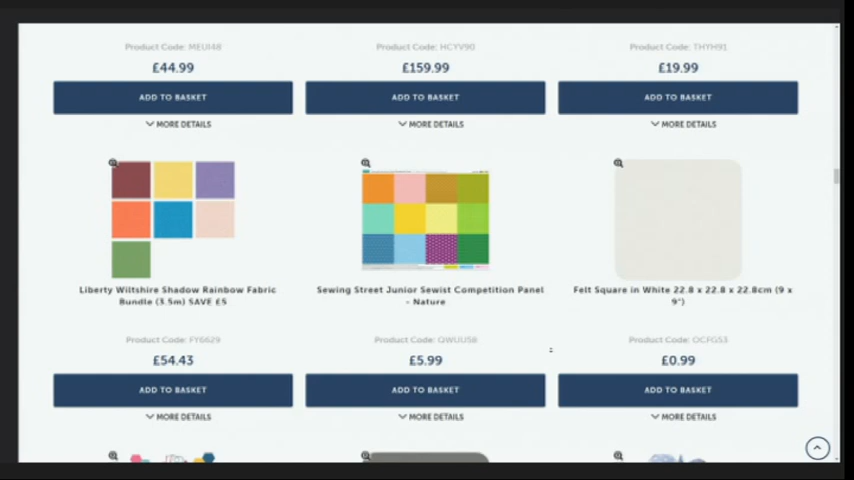 Product Code: MEUI48
Product Code: HCYV90
Product Code: THYH91
£44.99
£159.99
£19.99
ADD TO BASKET
ADD TO BASKET
ADD TO BASKET
MORE DETAILS
MORE DETAILS
MORE DETAILS
Liberty Wiltshire Shadow Rainbow Fabric
Bundle (3.5m) SAVE £5
Sewing Street Junior Sewist Competition Panel
- Nature
Felt Square in White 22.8 x 22.8 x 22.8cm (9 x
9")
Product Code: FY6629
Product Code: QWUU58
Product Code: OCFG53
£54.43
£5.99
£0.99
ADD TO BASKET
ADD TO BASKET
ADD TO BASKET
MORE DETAILS
MORE DETAILS
MORE DETAILS